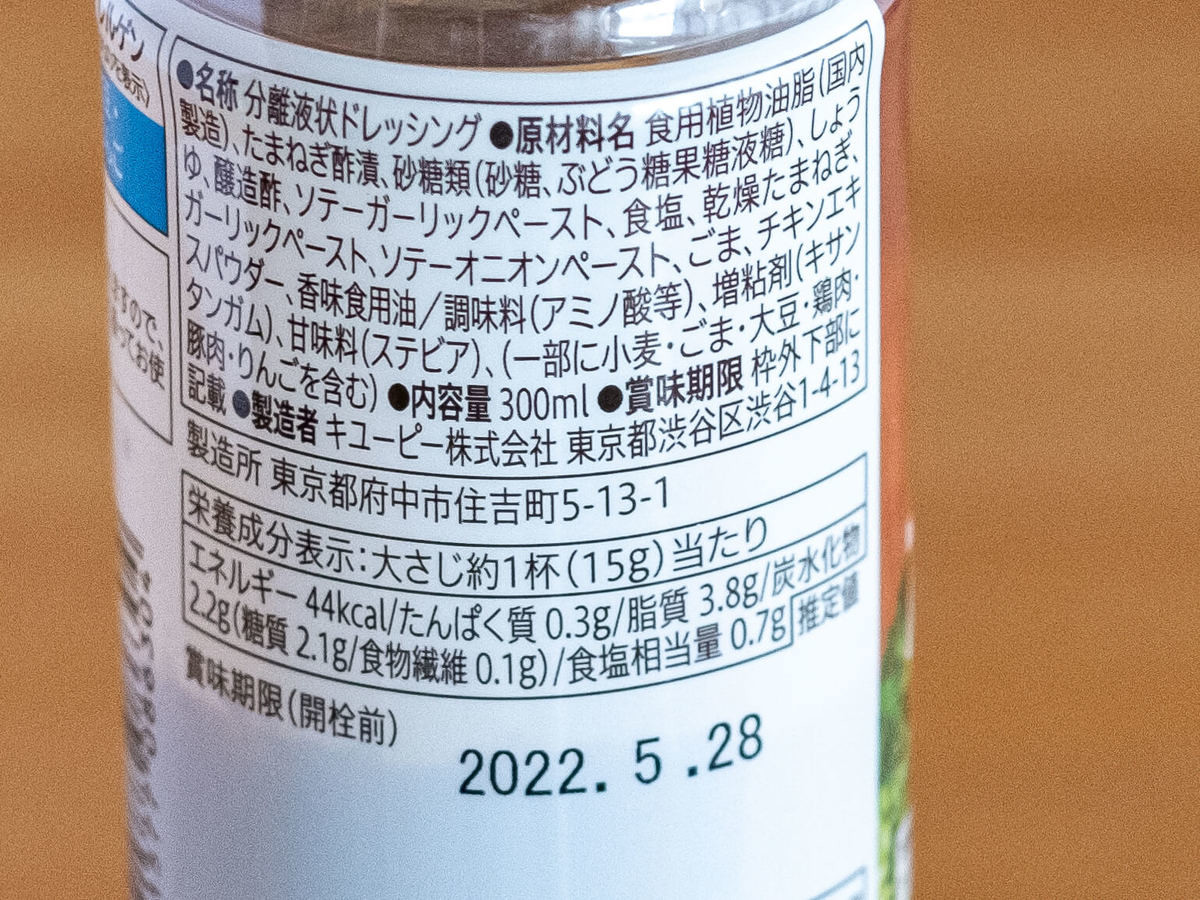 ●名称 分離液状ドレッシング ●原材料名 食用植物油脂(国内
製造)、たまねぎ酢漬、砂糖類(砂糖、ぶどう糖果糖液糖)、しょう
ゆ、醸造酢、ソテーガーリックペースト、食塩、乾燥たまねぎ、
ガーリックペースト、ソテーオニオンペースト、ごま、チキンエキ
スパウダー、香味食用油/調味料(アミノ酸等)、増粘剤(キサン
タンガム)、甘味料(ステビア)、(一部に小麦・ごま・大豆・鶏肉・
豚肉・りんごを含む) ●内容量 300ml ●賞味期限 枠外下部に
記載 ●製造者 キユーピー株式会社 東京都渋谷区渋谷1-4-13
製造所 東京都府中市住吉町5-13-1
栄養成分表示:大さじ約1杯(15g)当たり
エネルギー 44kcal/たんぱく質 0.3g/脂質 3.8g/炭水化物
2.2g(糖質 2.1g/食物繊維 0.1g)/食塩相当量 0.7g 推定値
賞味期限(開栓前)
2022. 5 .28